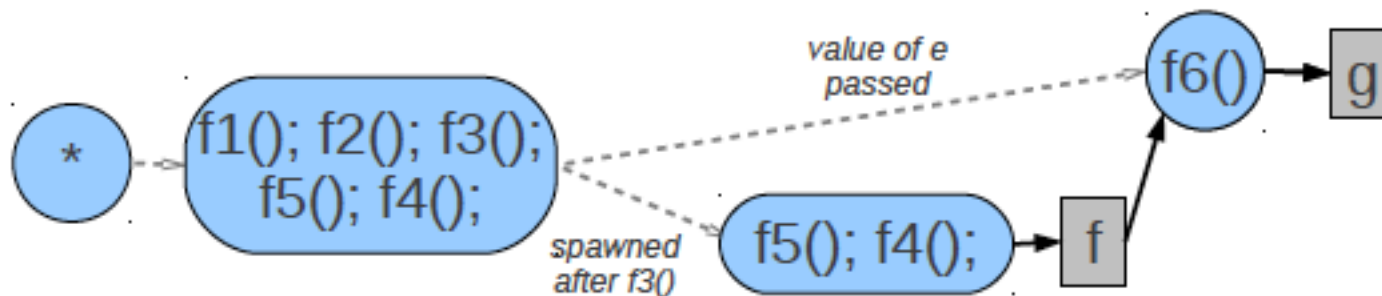 *
f1(); f2(); f3();
f5(); f4();
value of e
passed
spawned
after f3()
f5(); f4();
f
f6()
g